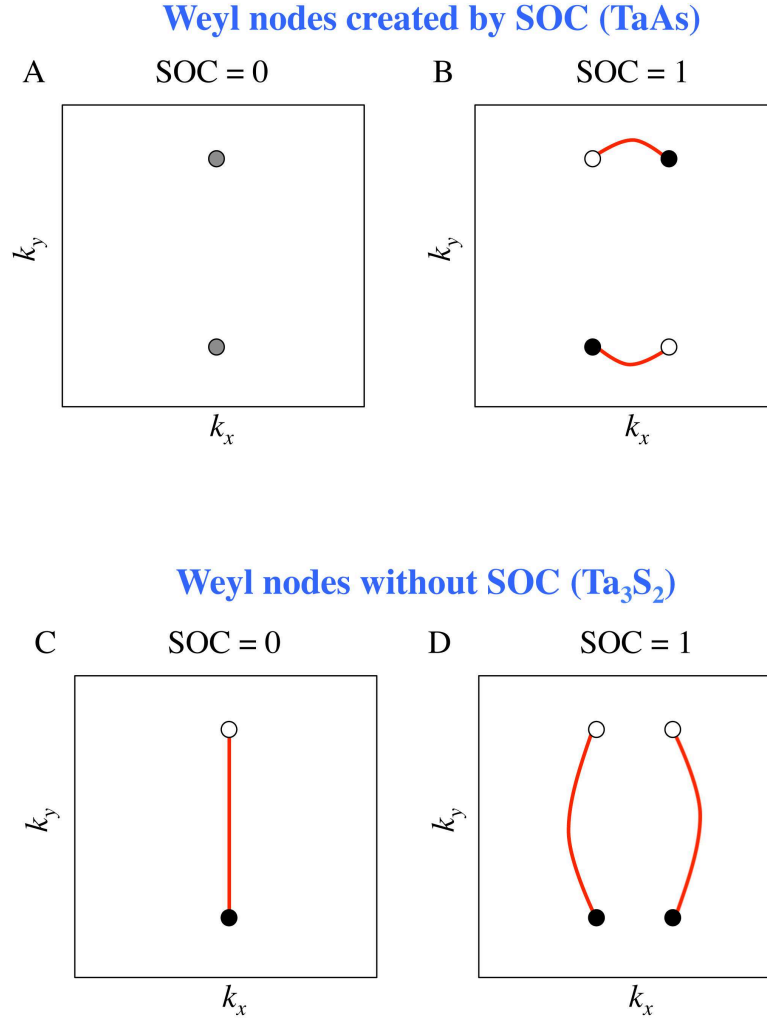 Weyl nodes created by SOC (TaAs)
A SOC = 0 B SOC = 1
k_y k_y
k_x k_x
Weyl nodes without SOC (Ta₃S₂)
C SOC = 0 D SOC = 1
k_y k_y
k_x k_x